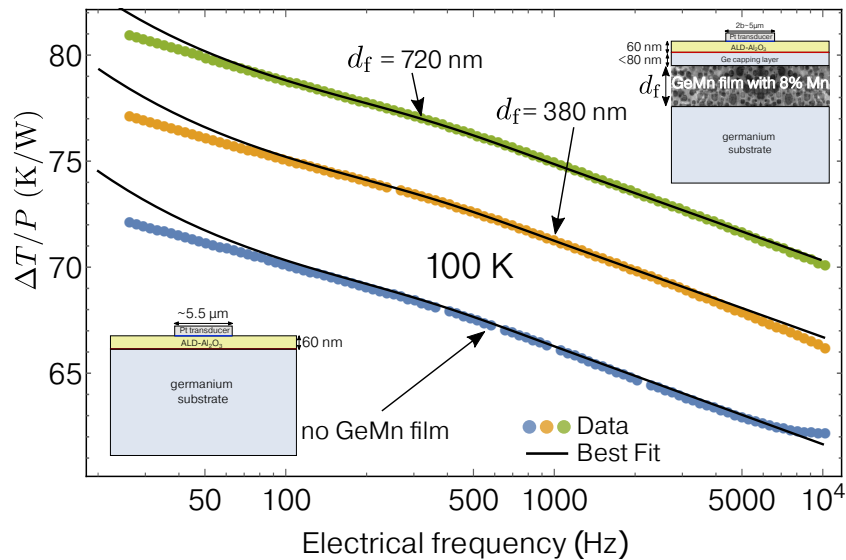 80
75
70
65
ΔT/P (K/W)
50
100
500
1000
5000
10⁴
Electrical frequency (Hz)
d_f = 720 nm
d_f = 380 nm
100 K
no GeMn film
Data
Best Fit
~5.5 μm
Pt transducer
ALD-Al₂O₃
60 nm
germanium
substrate
2b~5μm
Pt transducer
60 nm
ALD-Al₂O₃
<80 nm
Ge capping layer
d_f
GeMn film with 8% Mn
germanium
substrate